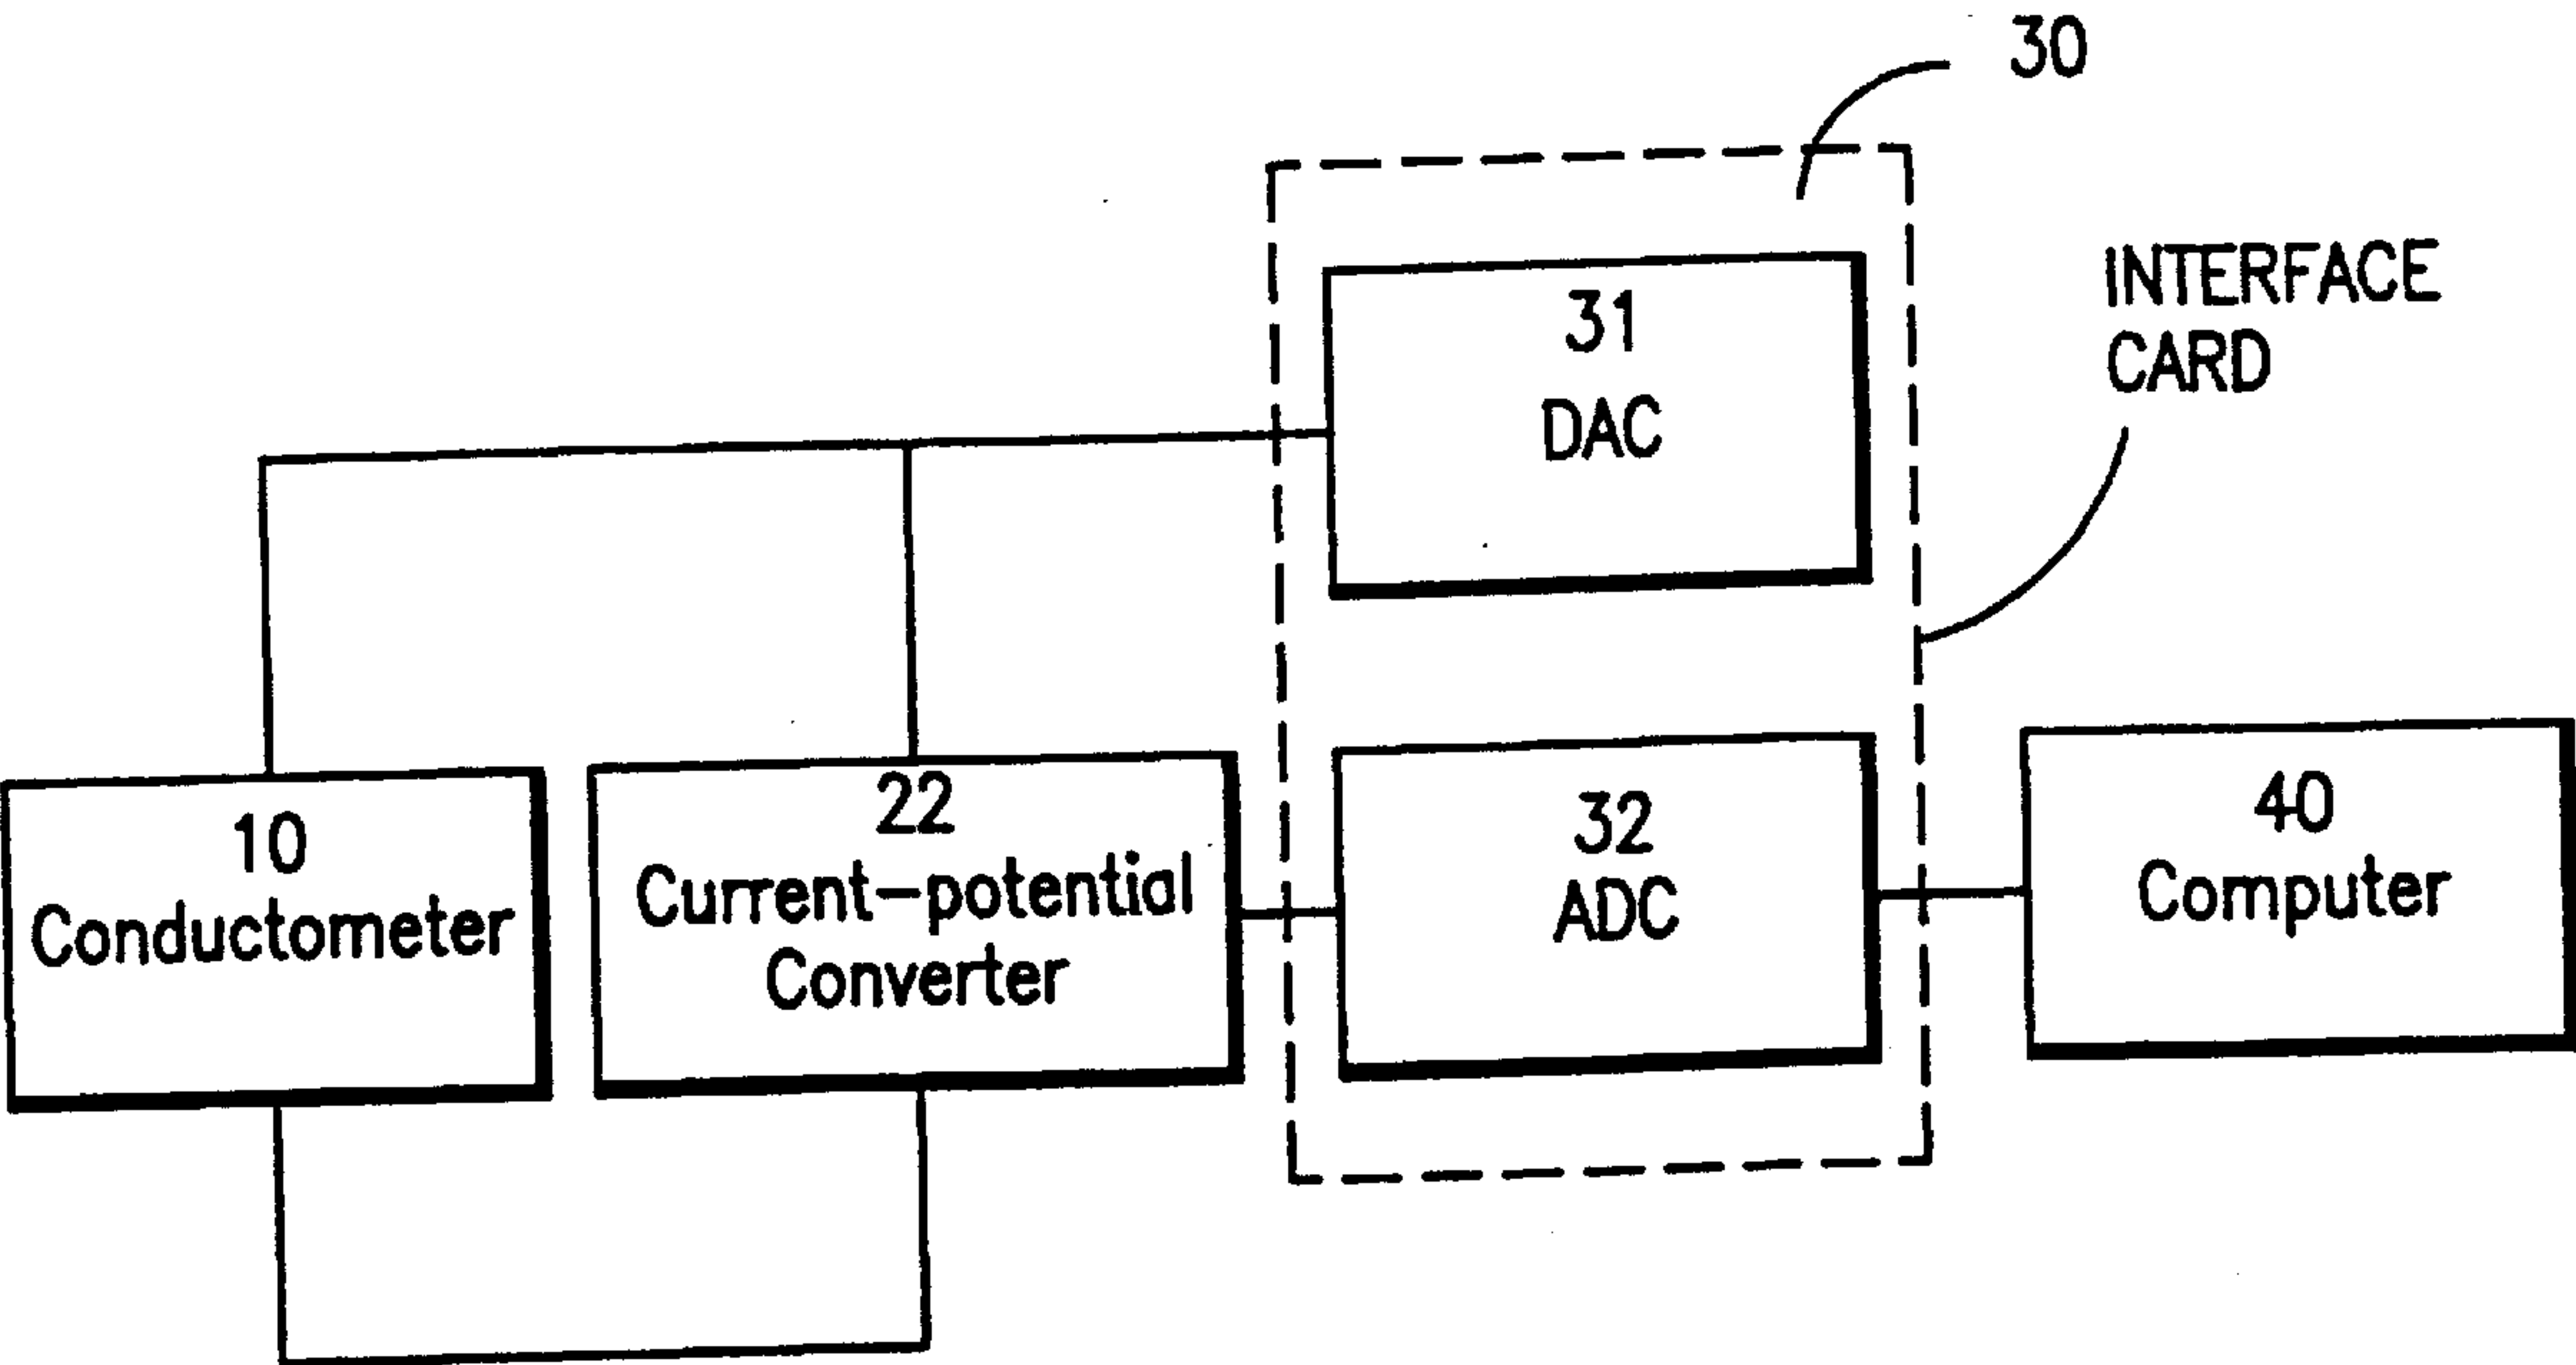 30
INTERFACE
CARD
31
DAC
10
Conductometer
22
Current-potential
Converter
32
ADC
40
Computer